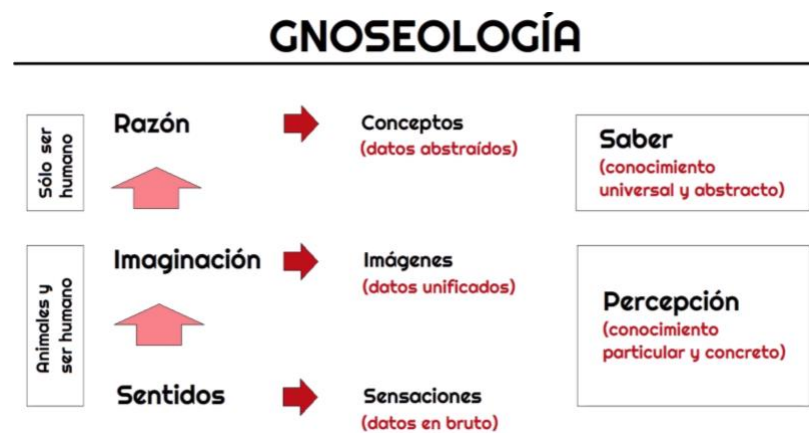 GNOSEOLOGÍA
Sólo ser
humano
Razón
Conceptos
(datos abstraídos)
Saber
(conocimiento
universal y abstracto)
Animales y
ser humano
Imaginación
Imágenes
(datos unificados)
Percepción
(conocimiento
particular y concreto)
Sentidos
Sensaciones
(datos en bruto)